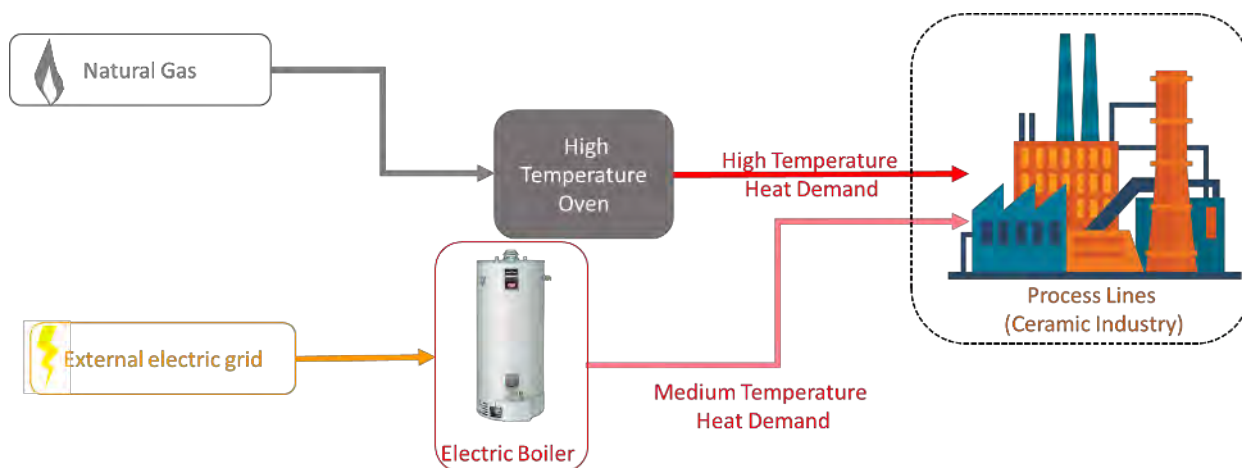 Natural Gas
High
Temperature
Oven
High Temperature
Heat Demand
Process Lines
(Ceramic Industry)
External electric grid
Medium Temperature
Heat Demand
Electric Boiler